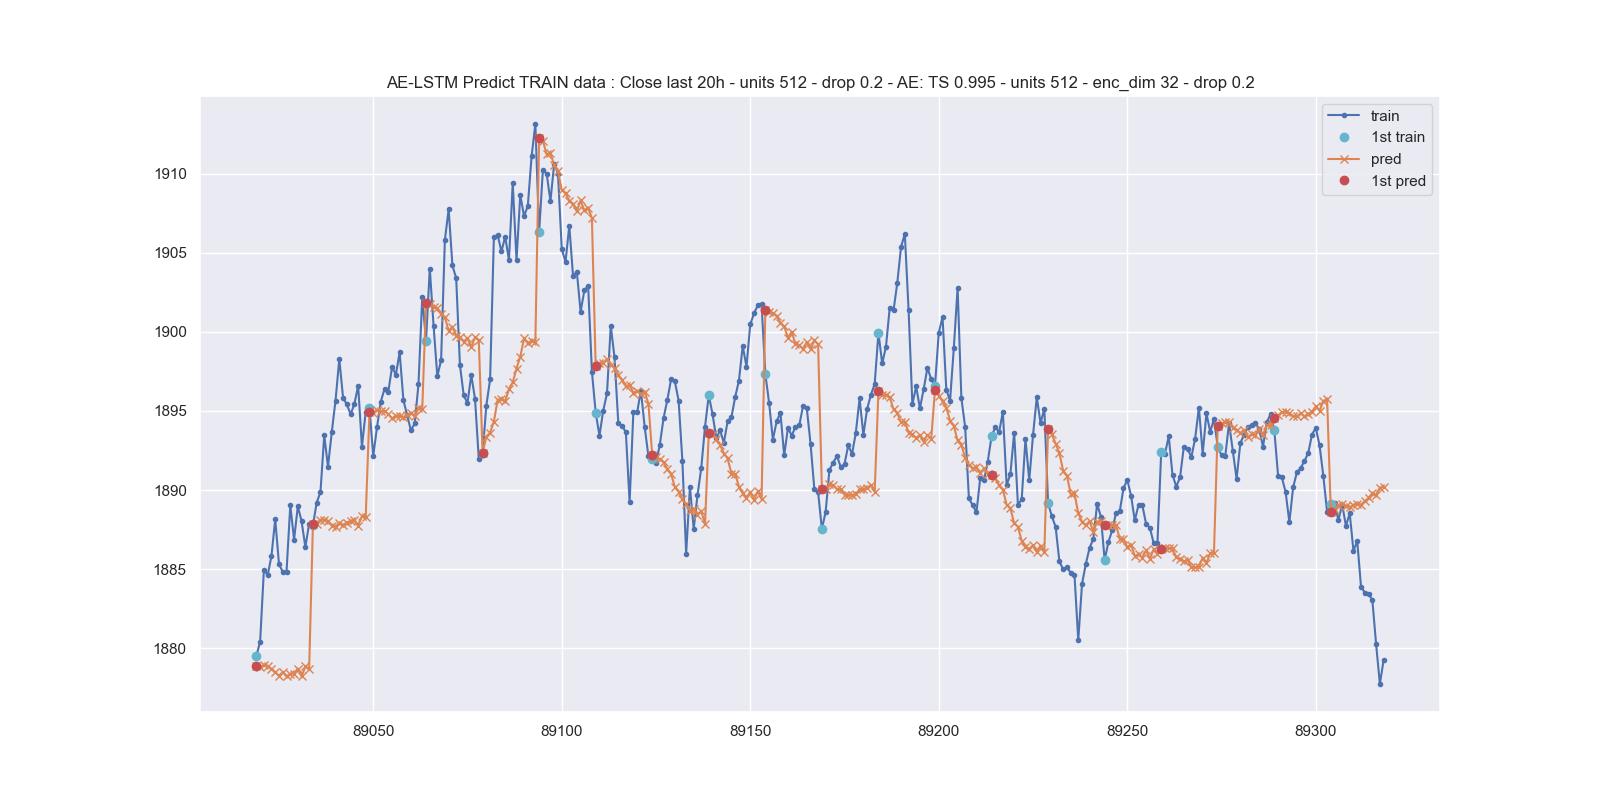 AE-LSTM Predict TRAIN data : Close last 20h - units 512 - drop 0.2 - AE: TS 0.995 - units 512 - enc_dim 32 - drop 0.2
train
1st train
pred
1st pred
1910
1905
1900
1895
1890
1885
1880
89050 89100 89150 89200 89250 89300